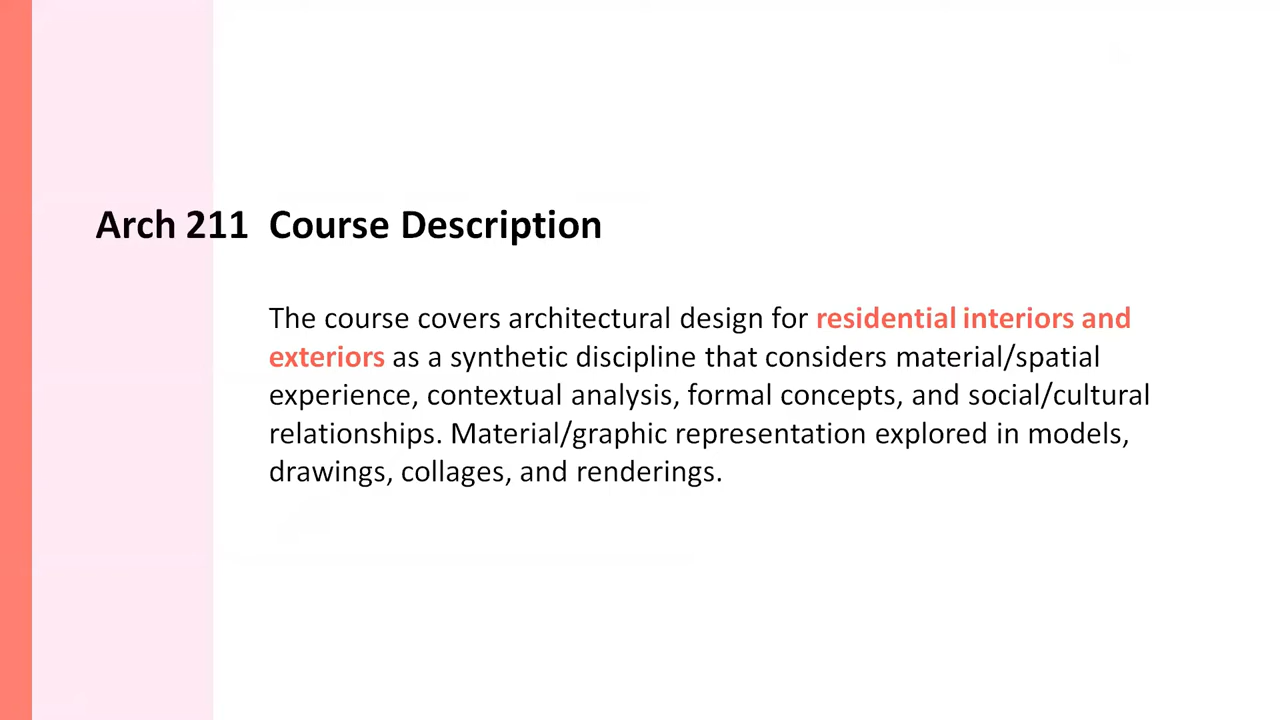 Arch 211 Course Description
The course covers architectural design for residential interiors and
exteriors as a synthetic discipline that considers material/spatial
experience, contextual analysis, formal concepts, and social/cultural
relationships. Material/graphic representation explored in models,
drawings, collages, and renderings.